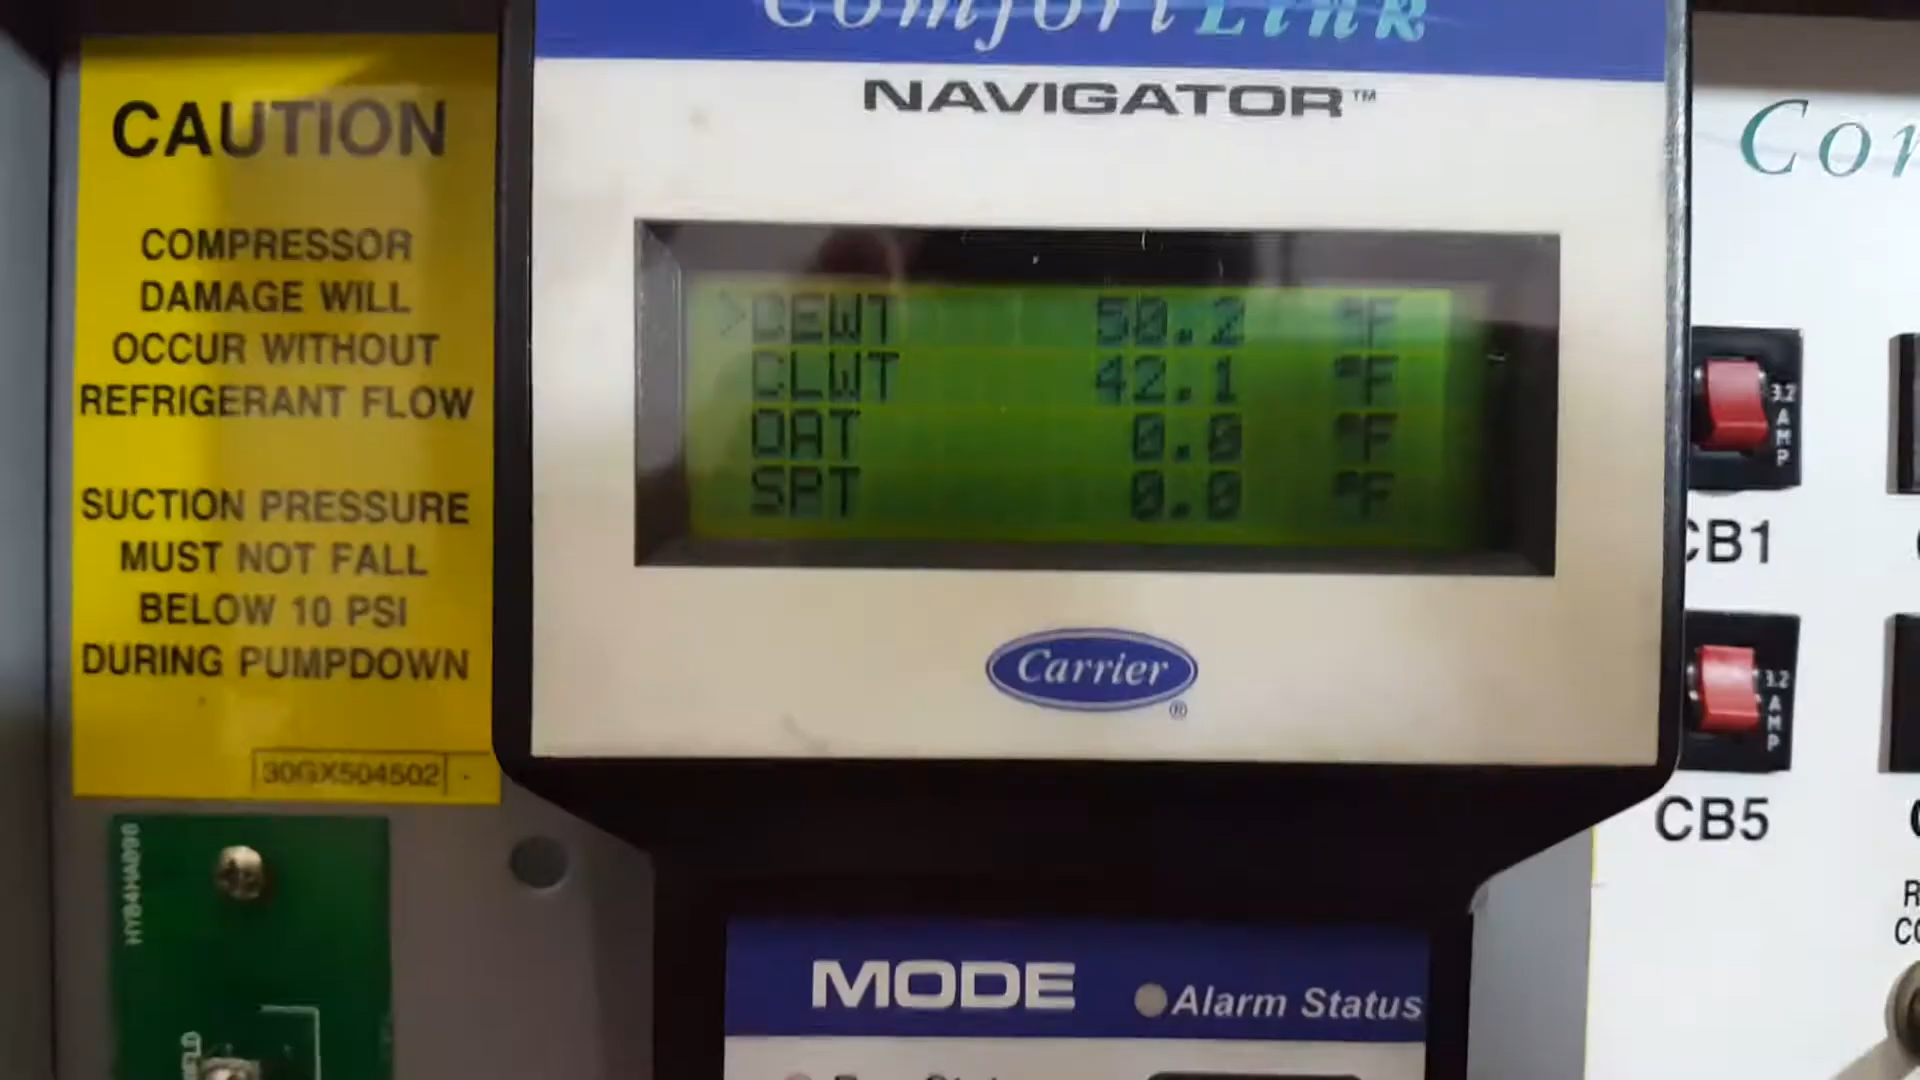 ComfortLink
NAVIGATOR™
CAUTION
COMPRESSOR
DAMAGE WILL
OCCUR WITHOUT
REFRIGERANT FLOW
SUCTION PRESSURE
MUST NOT FALL
BELOW 10 PSI
DURING PUMPDOWN
30GX504502 -
>CEWT 50.2 °F
CLWT 42.1 °F
OAT 0.0 °F
SPT 0.0 °F
Carrier
®
3.2
AMP
CB1
3.2
AMP
CB5
MODE
Alarm Status